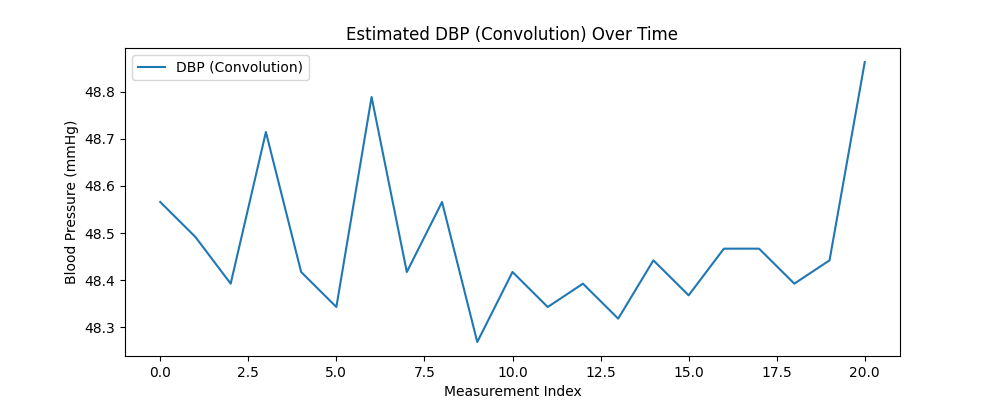 Estimated DBP (Convolution) Over Time
DBP (Convolution)
Blood Pressure (mmHg)
48.8
48.7
48.6
48.5
48.4
48.3
0.0 2.5 5.0 7.5 10.0 12.5 15.0 17.5 20.0
Measurement Index